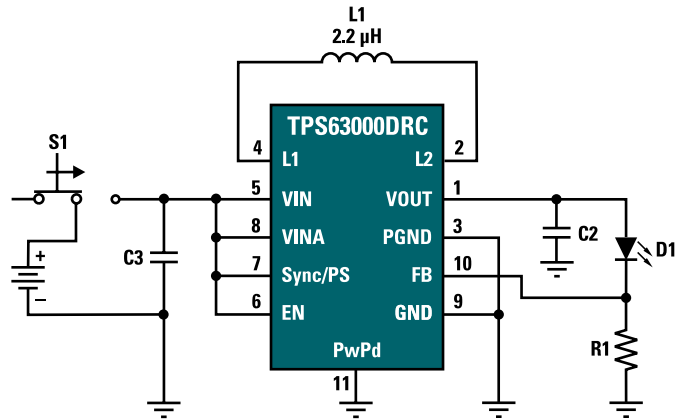 L1
2.2 µH
TPS63000DRC
S1
4 L1 L2 2
5 VIN VOUT 1
8 VINA PGND 3
C2
D1
C3
+
–
7 Sync/PS FB 10
6 EN GND 9
R1
PwPd
11